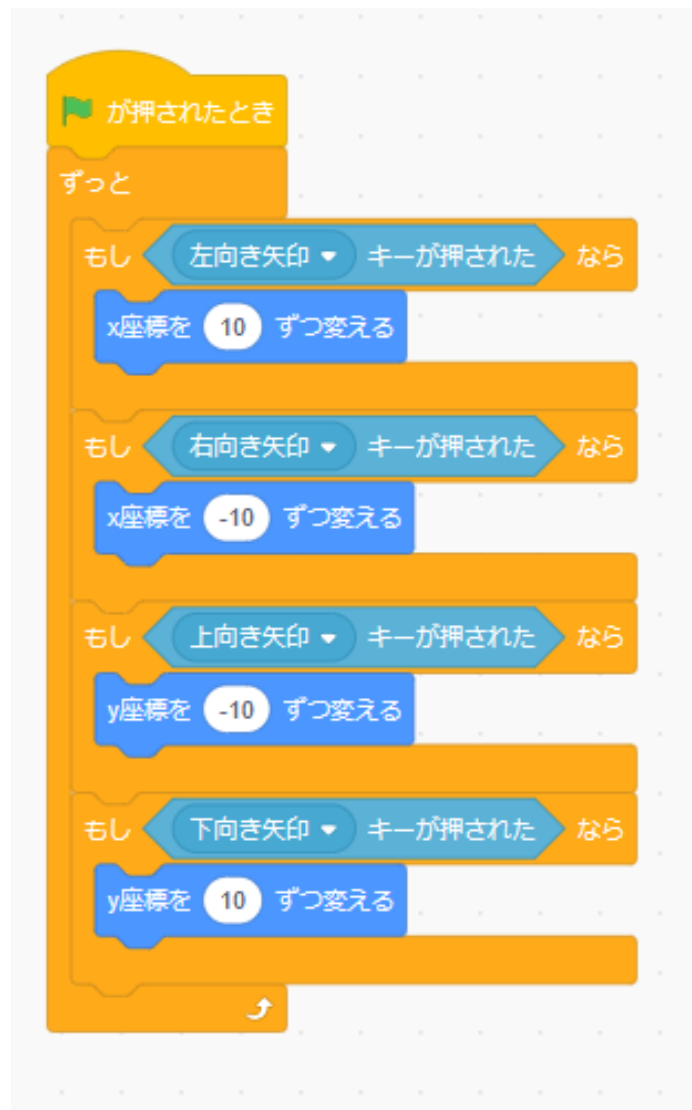 が押されたとき
ずっと
もし 左向き矢印 キーが押された なら
x座標を 10 ずつ変える
もし 右向き矢印 キーが押された なら
x座標を -10 ずつ変える
もし 上向き矢印 キーが押された なら
y座標を -10 ずつ変える
もし 下向き矢印 キーが押された なら
y座標を 10 ずつ変える